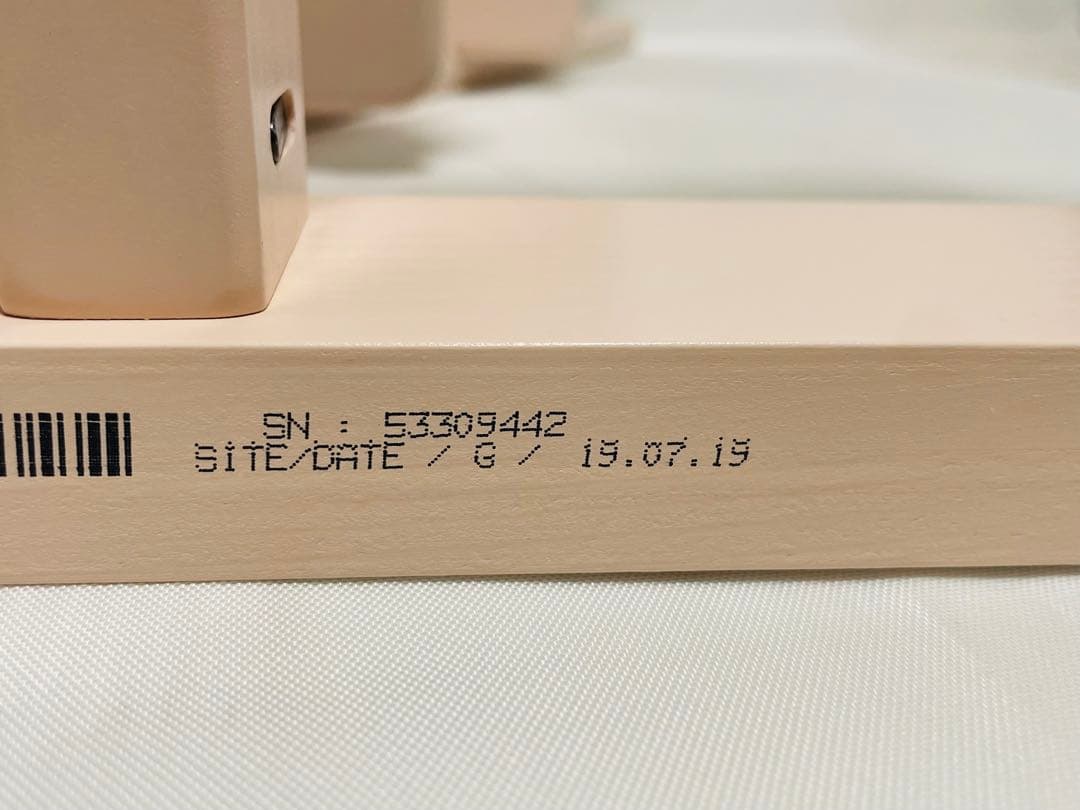 SN : 53309442
SITE/DATE / G / 19.07.19